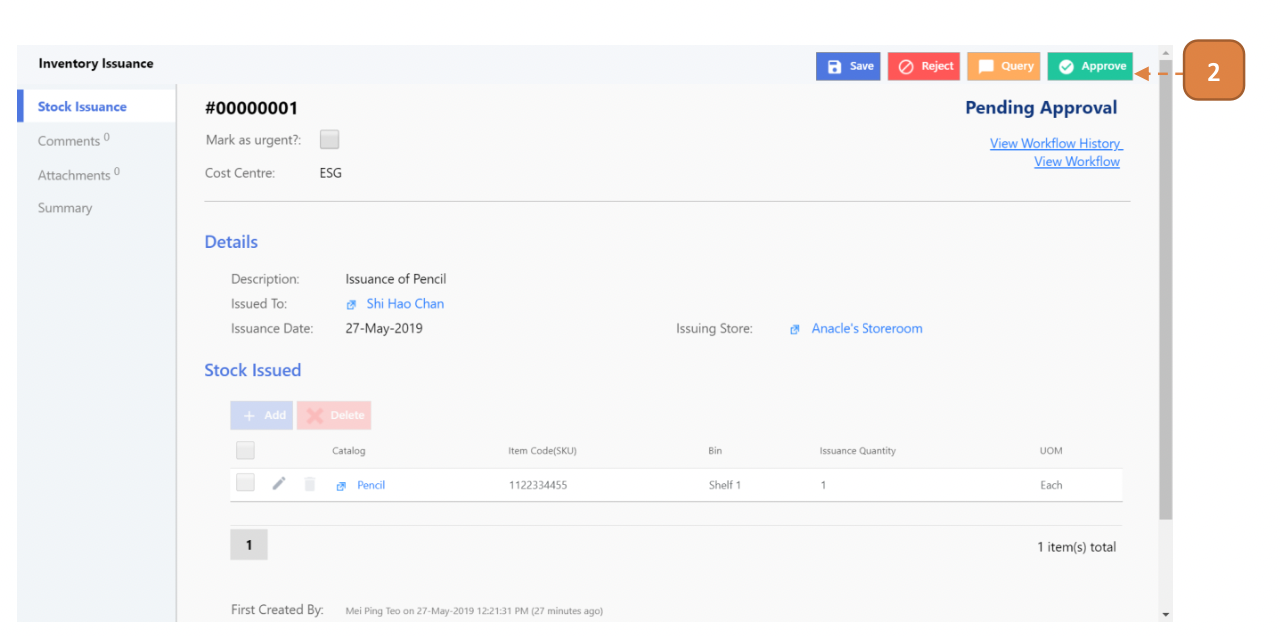 Inventory Issuance
Save
Reject
Query
Approve
2
Stock Issuance
Comments 0
Attachments 0
Summary
#00000001
Pending Approval
Mark as urgent?:
View Workflow History
View Workflow
Cost Centre: ESG
Details
Description: Issuance of Pencil
Issued To: Shi Hao Chan
Issuance Date: 27-May-2019 Issuing Store: Anacle's Storeroom
Stock Issued
+ Add Delete
Catalog Item Code(SKU) Bin Issuance Quantity UOM
Pencil 1122334455 Shelf 1 1 Each
1 1 item(s) total
First Created By: Mei Ping Teo on 27-May-2019 12:21:31 PM (27 minutes ago)